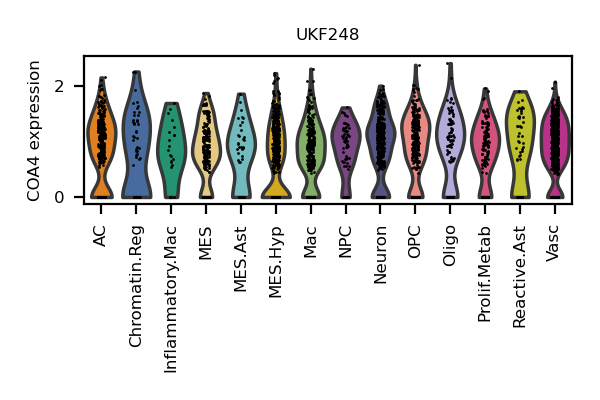 UKF248
COA4 expression
2
0
AC
Chromatin.Reg
Inflammatory.Mac
MES
MES.Ast
MES.Hyp
Mac
NPC
Neuron
OPC
Oligo
Prolif.Metab
Reactive.Ast
Vasc